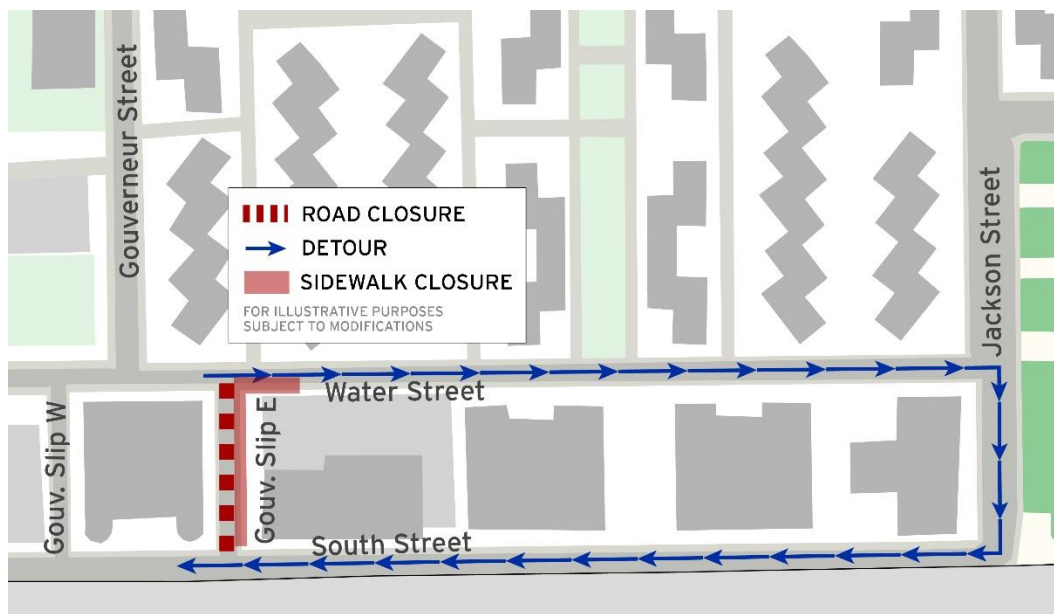 Gouverneur Street
ROAD CLOSURE
DETOUR
SIDEWALK CLOSURE
FOR ILLUSTRATIVE PURPOSES
SUBJECT TO MODIFICATIONS
Jackson Street
Water Street
Gouv. Slip W
Gouv. Slip E
South Street